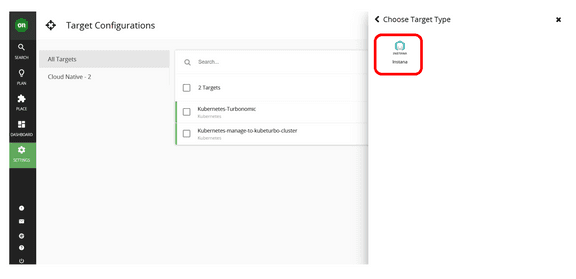 on
Target Configurations
Choose Target Type
SEARCH
PLAN
PLACE
DASHBOARD
SETTINGS
All Targets
Cloud Native - 2
Search...
2 Targets
Kubernetes-Turbonomic
Kubernetes
Kubernetes-manage-to-kubeturbo-cluster
Kubernetes
INSTANA
Instana